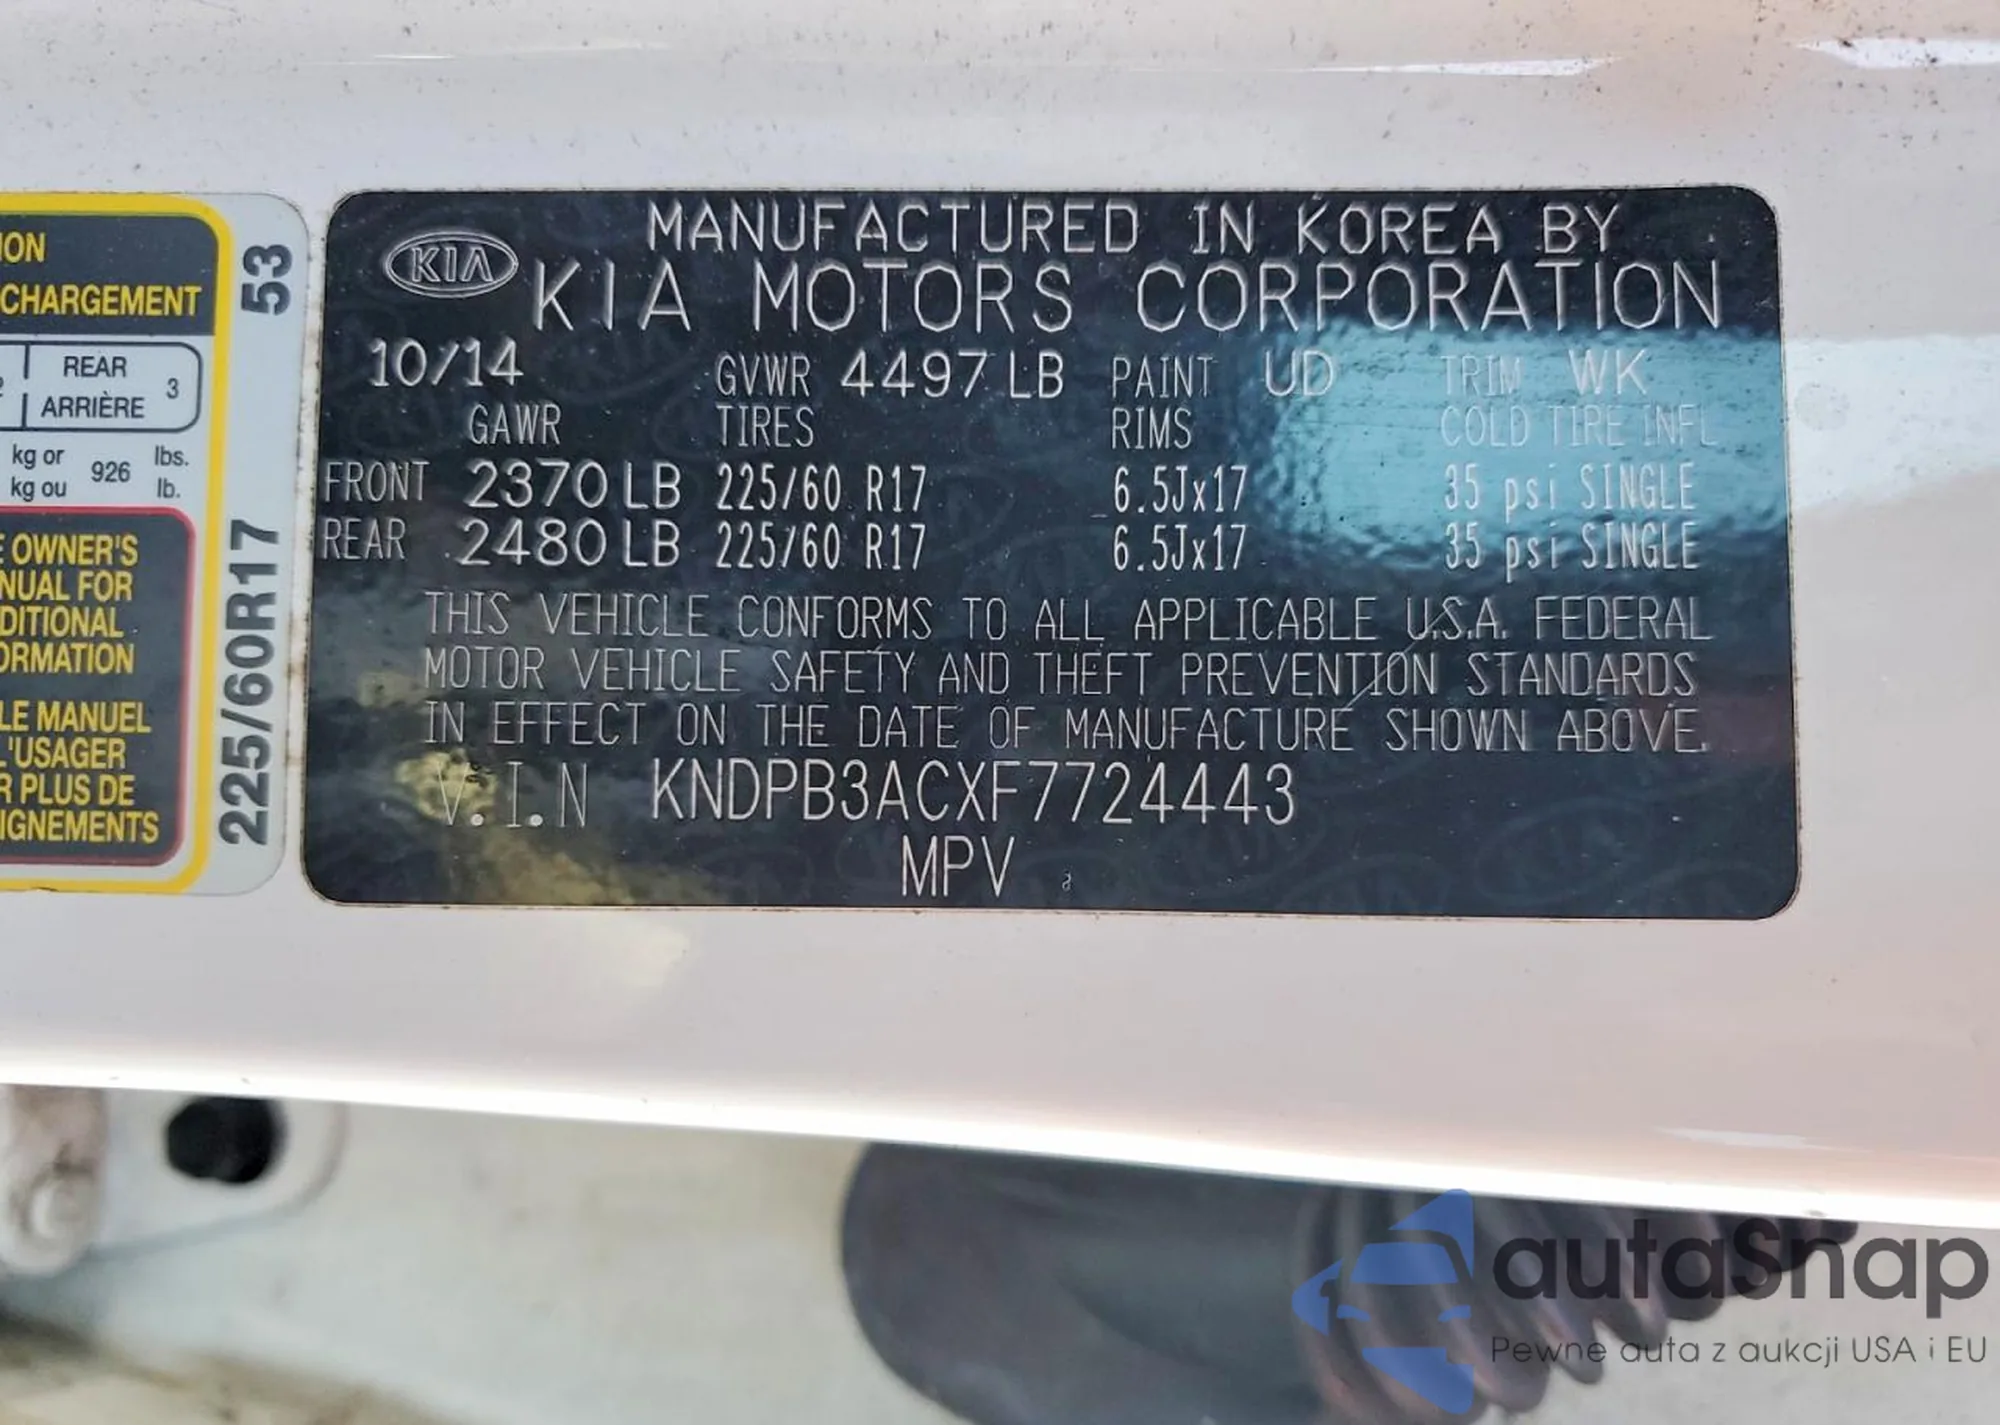 ION
CHARGEMENT
REAR
ARRIÈRE 3
kg or 926 lbs.
kg ou lb.
E OWNER'S
NUAL FOR
DITIONAL
ORMATION
LE MANUEL
L'USAGER
R PLUS DE
IGNEMENTS
225/60R17 53
KIA
MANUFACTURED IN KOREA BY
KIA MOTORS CORPORATION
10/14 GVWR 4497 LB PAINT UD TRIM WK
GAWR TIRES RIMS COLD TIRE INFL
FRONT 2370 LB 225/60 R17 6.5Jx17 35 psi SINGLE
REAR 2480 LB 225/60 R17 6.5Jx17 35 psi SINGLE
THIS VEHICLE CONFORMS TO ALL APPLICABLE U.S.A. FEDERAL
MOTOR VEHICLE SAFETY AND THEFT PREVENTION STANDARDS
IN EFFECT ON THE DATE OF MANUFACTURE SHOWN ABOVE.
V.I.N KNDPB3ACXF7724443
MPV
autaSnap
Pewne auta z aukcji USA i EU